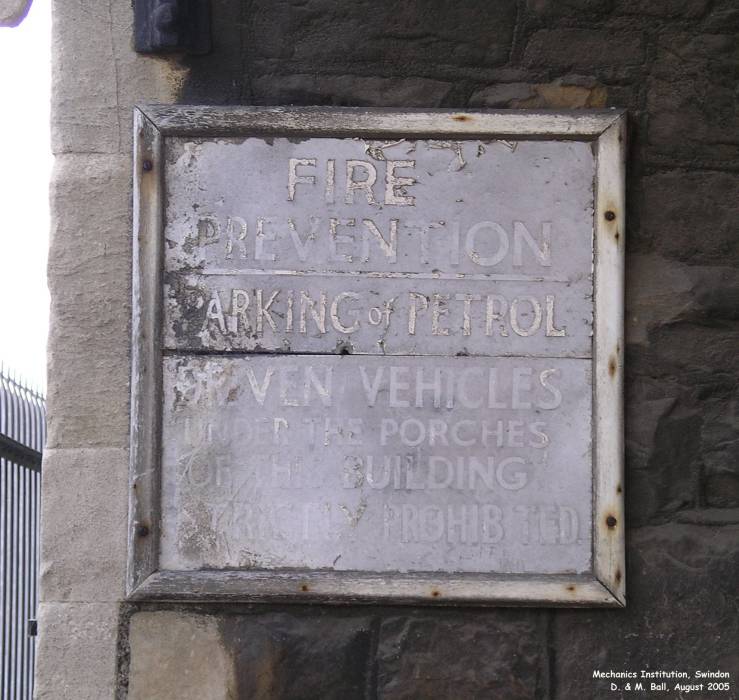 FIRE
PREVENTION
PARKING of PETROL
DRIVEN VEHICLES
UNDER THE PORCHES
OF THIS BUILDING
STRICTLY PROHIBITED
Mechanics Institution, Swindon
D. & M. Ball, August 2005